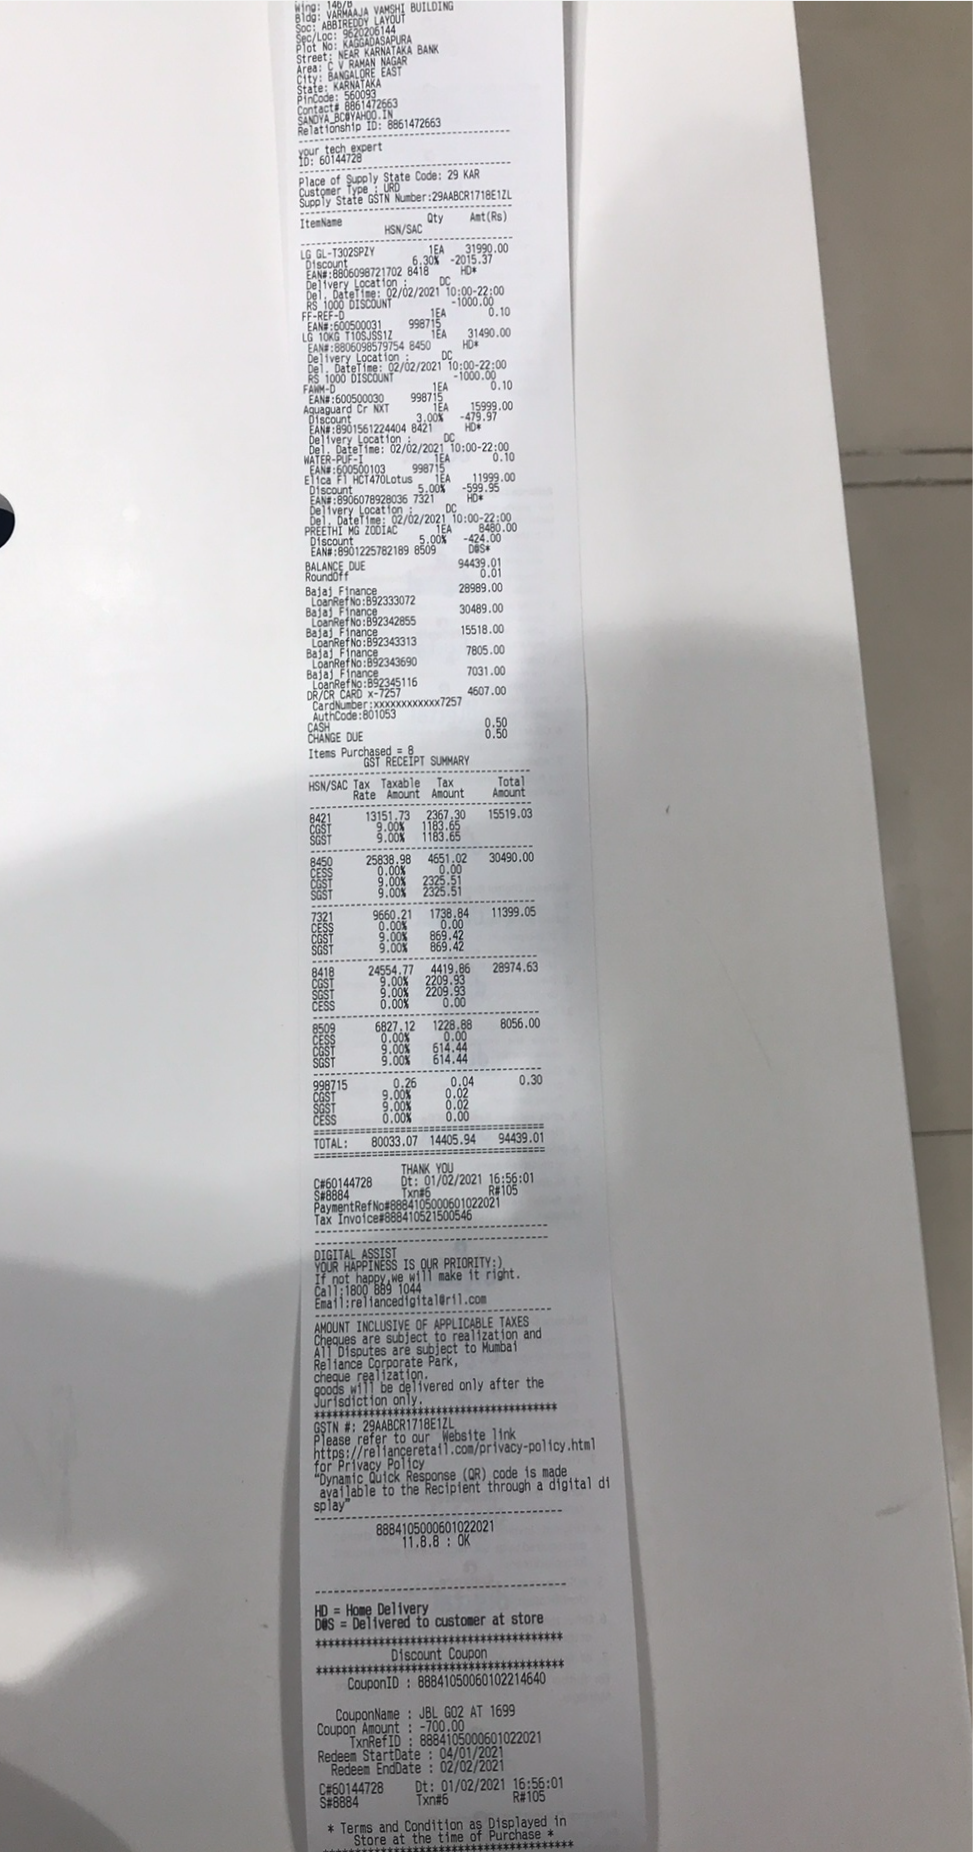 Wing: 146/B
Bldg: VARMAAJA VAMSHI BUILDING
Soc: ABBIREDDY LAYOUT
Sec/Loc: 9620206144
Plot No: KAGGADASAPURA
Street: NEAR KARNATAKA BANK
Area: C V RAMAN NAGAR
City: BANGALORE EAST
State: KARNATAKA
PinCode: 560093
Contact# 8861472663
SANDYA_BC@YAHOO.IN
Relationship ID: 8861472663
your tech expert
ID: 60144728
Place of Supply State Code: 29 KAR
Customer Type : URD
Supply State GSTN Number:29AABCR1718E1ZL
ItemName Qty Amt(Rs)
HSN/SAC
LG GL-T302SPZY 1EA 31990.00
Discount 6.30% -2015.37
EAN#:8806098721702 8418 HD*
Delivery Location : DC
Del. DateTime: 02/02/2021 10:00-22:00
RS 1000 DISCOUNT -1000.00
FF-REF-D 1EA 0.10
EAN#:600500031 998715
LG 10KG T10SJSS1Z 1EA 31490.00
EAN#:8806098579754 8450 HD*
Delivery Location : DC
Del. DateTime: 02/02/2021 10:00-22:00
RS 1000 DISCOUNT -1000.00
FAWM-D 1EA 0.10
EAN#:600500030 998715
Aquaguard Cr NXT 1EA 15999.00
Discount 3.00% -479.97
EAN#:8901561224404 8421 HD*
Delivery Location : DC
Del. DateTime: 02/02/2021 10:00-22:00
WATER-PUF-I 1EA 0.10
EAN#:600500103 998715
Elica FI HCT470Lotus 1EA 11999.00
Discount 5.00% -599.95
EAN#:8906078928036 7321 HD*
Delivery Location : DC
Del. DateTime: 02/02/2021 10:00-22:00
PREETHI MG ZODIAC 1EA 8480.00
Discount 5.00% -424.00
EAN#:8901225782189 8509 D@S*
BALANCE DUE 94439.01
RoundOff 0.01
Bajaj Finance 28989.00
LoanRefNo:B92333072
Bajaj Finance 30489.00
LoanRefNo:B92342855
Bajaj Finance 15518.00
LoanRefNo:B92343313
Bajaj Finance 7805.00
LoanRefNo:B92343690
Bajaj Finance 7031.00
LoanRefNo:B92345116
DR/CR CARD x-7257 4607.00
CardNumber:xxxxxxxxxxxx7257
AuthCode:801053
CASH 0.50
CHANGE DUE 0.50
Items Purchased = 8
GST RECEIPT SUMMARY
HSN/SAC Tax Taxable Tax Total
Rate Amount Amount Amount
8421 13151.73 2367.30 15519.03
CGST 9.00% 1183.65
SGST 9.00% 1183.65
8450 25838.98 4651.02 30490.00
CESS 0.00% 0.00
CGST 9.00% 2325.51
SGST 9.00% 2325.51
7321 9660.21 1738.84 11399.05
CESS 0.00% 0.00
CGST 9.00% 869.42
SGST 9.00% 869.42
8418 24554.77 4419.86 28974.63
CGST 9.00% 2209.93
SGST 9.00% 2209.93
CESS 0.00% 0.00
8509 6827.12 1228.88 8056.00
CESS 0.00% 0.00
CGST 9.00% 614.44
SGST 9.00% 614.44
998715 0.26 0.04 0.30
CGST 9.00% 0.02
SGST 9.00% 0.02
CESS 0.00% 0.00
TOTAL: 80033.07 14405.94 94439.01
THANK YOU
C#60144728 Dt: 01/02/2021 16:56:01
S#8884 Txn#6 R#105
PaymentRefNo#8884105000601022021
Tax Invoice#888410521500546
DIGITAL ASSIST
YOUR HAPPINESS IS OUR PRIORITY:)
If not happy,we will make it right.
Call:1800 889 1044
Email:reliancedigital@ril.com
AMOUNT INCLUSIVE OF APPLICABLE TAXES
Cheques are subject to realization and
All Disputes are subject to Mumbai
Reliance Corporate Park,
cheque realization.
goods will be delivered only after the
Jurisdiction only.
****************************************
GSTN #: 29AABCR1718E1ZL
Please refer to our Website link
https://relianceretail.com/privacy-policy.html
for Privacy Policy
"Dynamic Quick Response (QR) code is made
available to the Recipient through a digital di
splay"
8884105000601022021
11.8.8 : OK
HD = Home Delivery
D@S = Delivered to customer at store
****************************************
Discount Coupon
****************************************
CouponID : 88841050060102214640
CouponName : JBL GO2 AT 1699
Coupon Amount : -700.00
TxnRefID : 8884105000601022021
Redeem StartDate : 04/01/2021
Redeem EndDate : 02/02/2021
C#60144728 Dt: 01/02/2021 16:56:01
S#8884 Txn#6 R#105
* Terms and Condition as Displayed in
Store at the time of Purchase *
****************************************